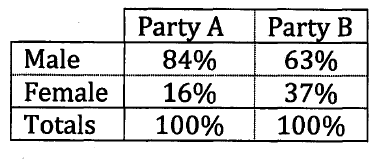 Party A Party B
Male 84% 63%
Female 16% 37%
Totals 100% 100%